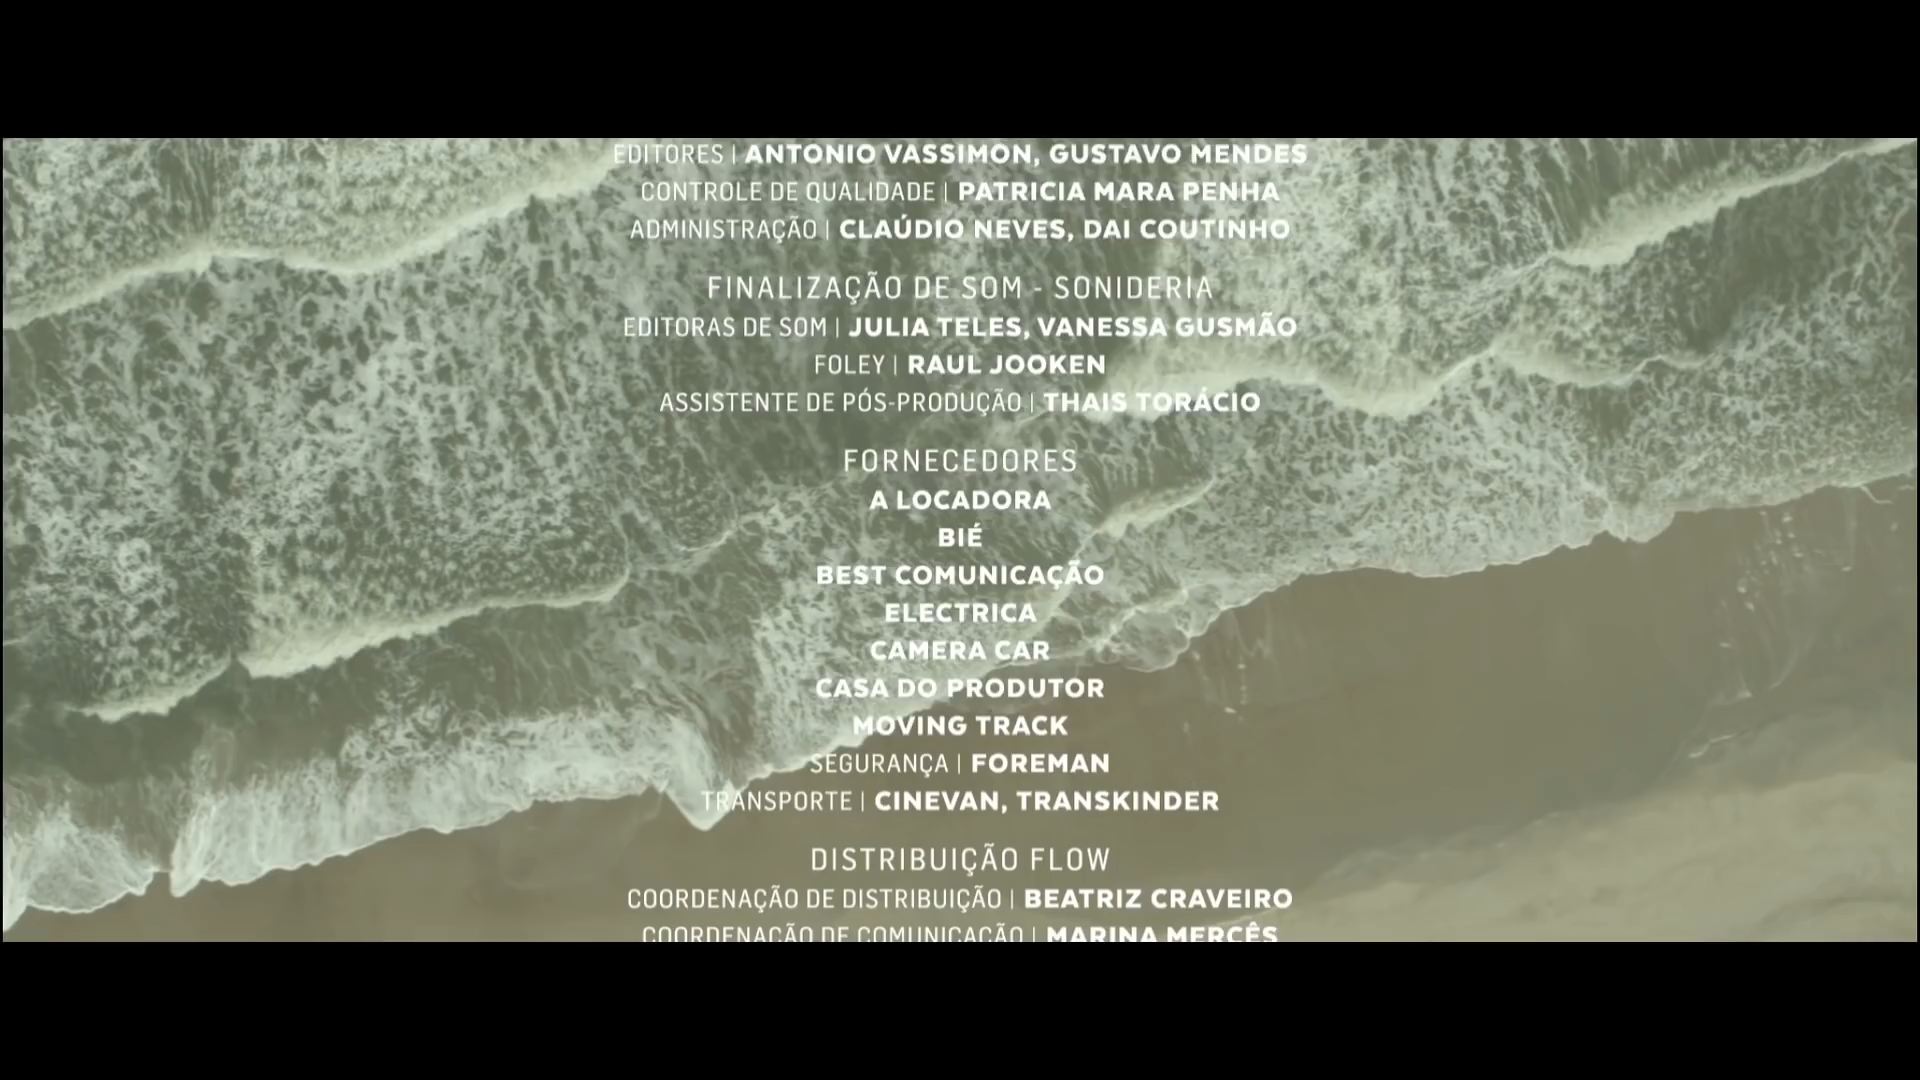 EDITORES | ANTONIO VASSIMON, GUSTAVO MENDES
CONTROLE DE QUALIDADE | PATRICIA MARA PENHA
ADMINISTRAÇÃO | CLAÚDIO NEVES, DAI COUTINHO
FINALIZAÇÃO DE SOM - SONIDERIA
EDITORAS DE SOM | JULIA TELES, VANESSA GUSMÃO
FOLEY | RAUL JOOKEN
ASSISTENTE DE PÓS-PRODUÇÃO | THAIS TORÁCIO
FORNECEDORES
A LOCADORA
BIÉ
BEST COMUNICAÇÃO
ELECTRICA
CAMERA CAR
CASA DO PRODUTOR
MOVING TRACK
SEGURANÇA | FOREMAN
TRANSPORTE | CINEVAN, TRANSKINDER
DISTRIBUIÇÃO FLOW
COORDENAÇÃO DE DISTRIBUIÇÃO | BEATRIZ CRAVEIRO
COORDENAÇÃO DE COMUNICAÇÃO | MARINA MERCÊS